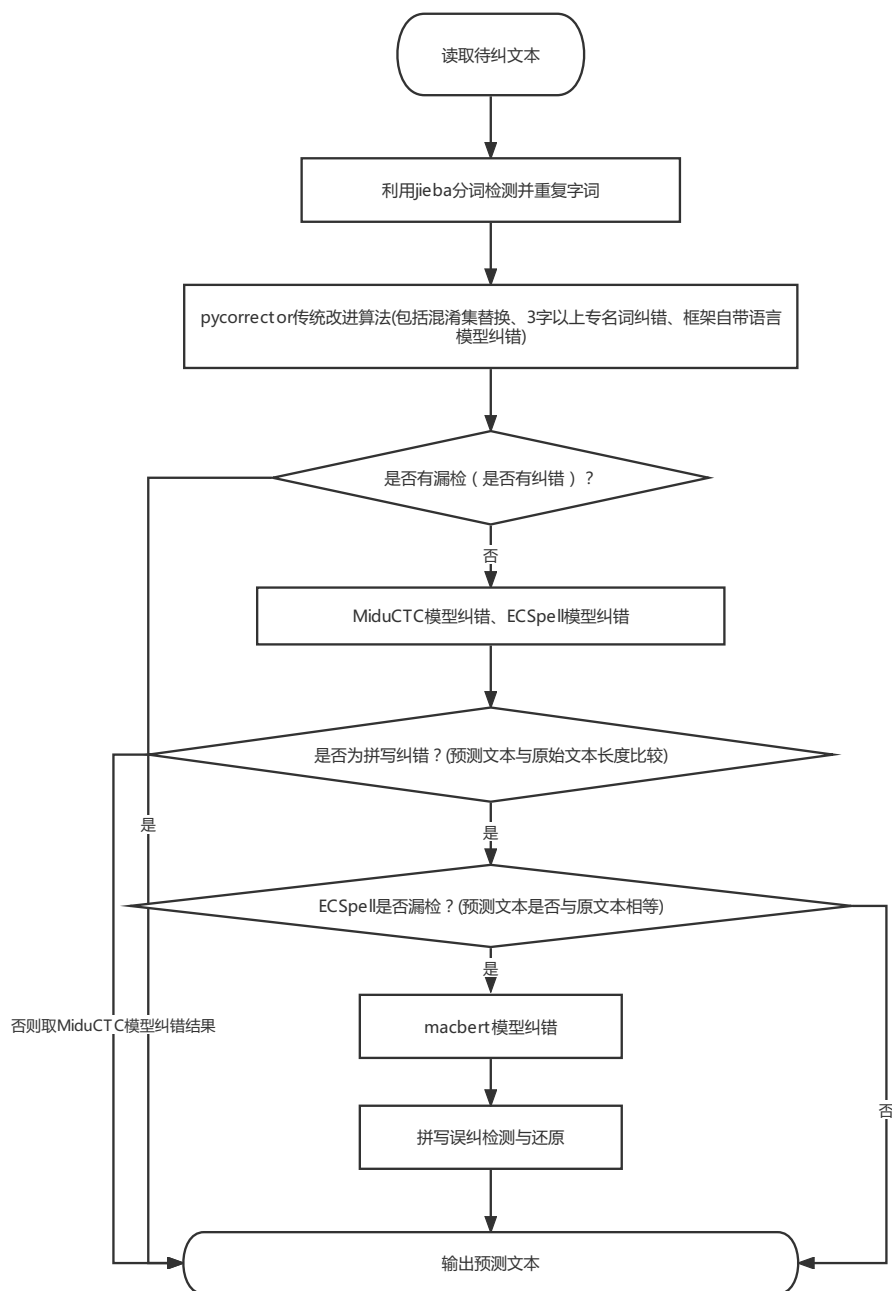 读取待纠文本
利用jieba分词检测并重复字词
pycorrector传统改进算法(包括混淆集替换、3字以上专名词纠错、框架自带语言
模型纠错)
是否有漏检（是否有纠错）？
否
MiduCTC模型纠错、ECSpell模型纠错
是否为拼写纠错？(预测文本与原始文本长度比较)
是
是
ECSpell是否漏检？(预测文本是否与原文本相等)
是
macbert模型纠错
否则取MiduCTC模型纠错结果
否
拼写误纠检测与还原
输出预测文本